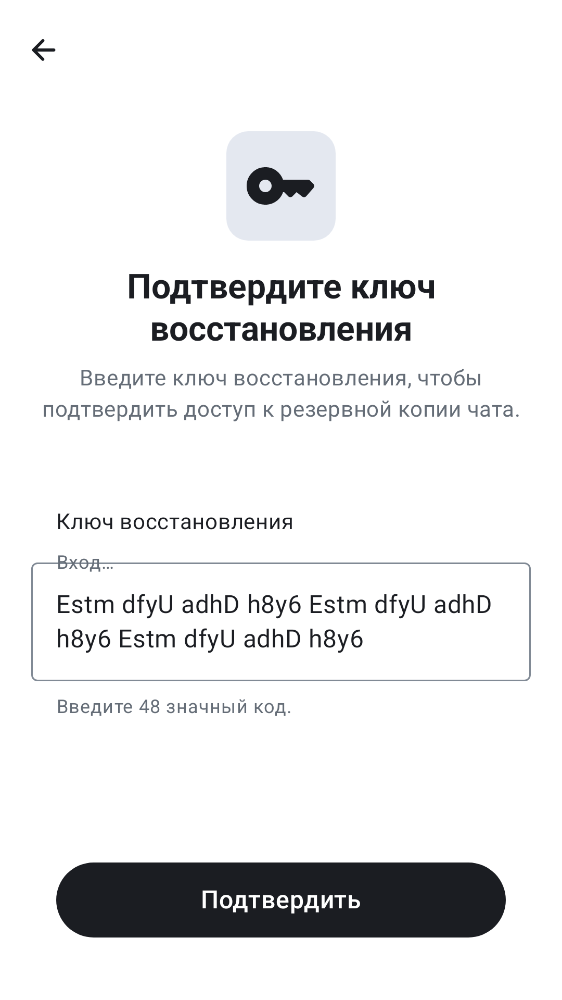 Подтвердите ключ
восстановления
Введите ключ восстановления, чтобы
подтвердить доступ к резервной копии чата.
Ключ восстановления
Вход...
Estm dfyU adhD h8y6 Estm dfyU adhD
h8y6 Estm dfyU adhD h8y6
Введите 48 значный код.
Подтвердить